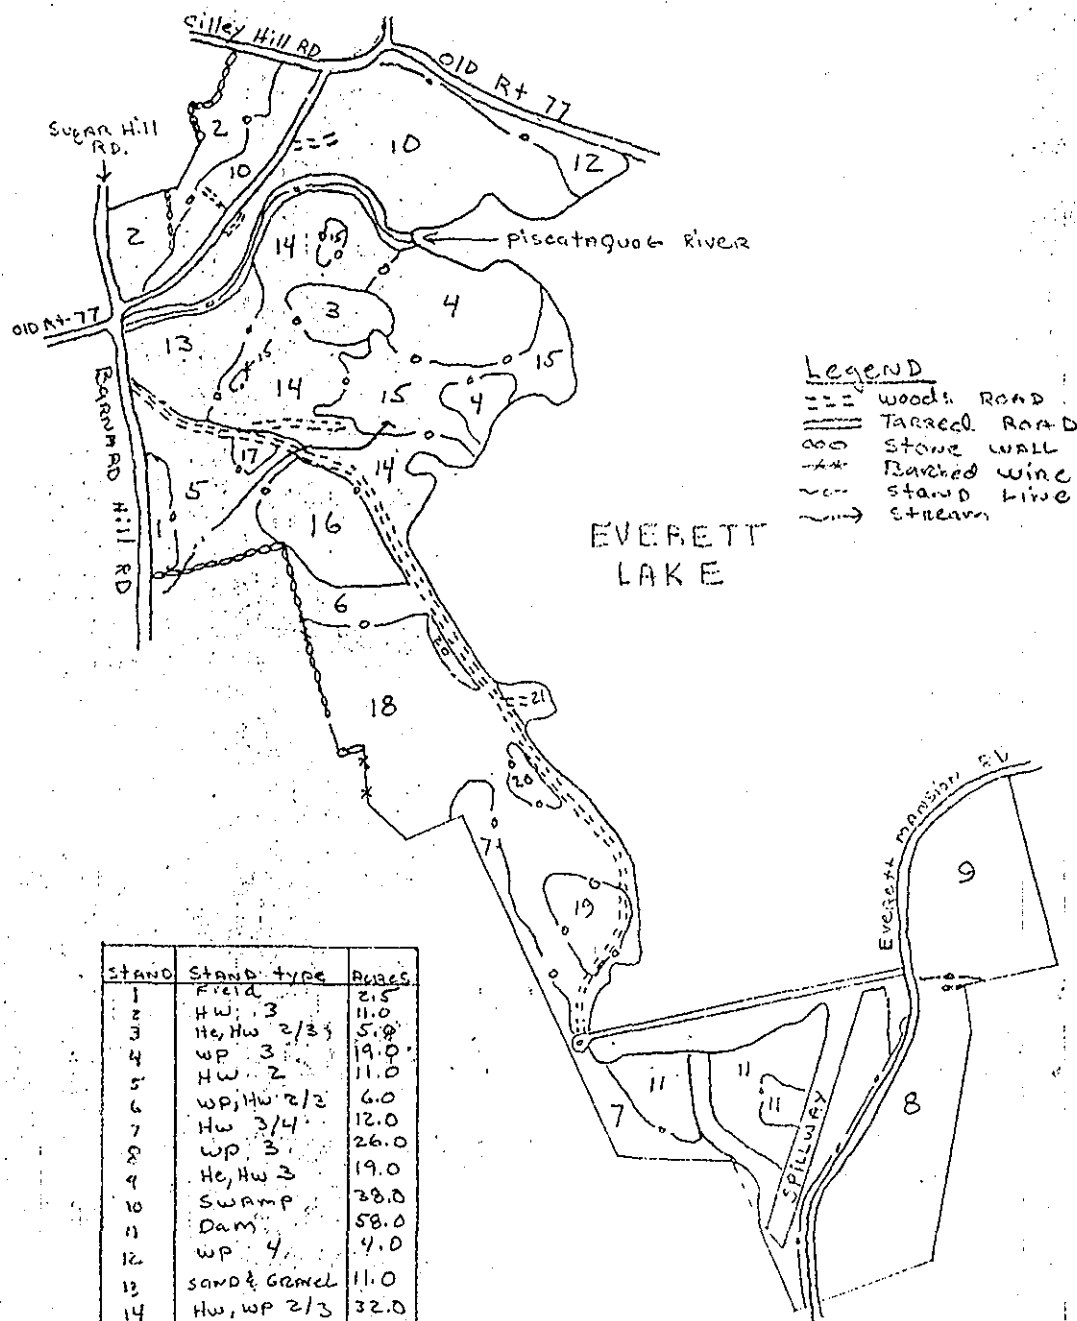 Cilley Hill RD
OLD Rt 77
SUGAR Hill
RD.
2
10
10
12
2
14
15
PiscatAQUOG RiVER
3
4
OlD Rt-77
13
15
15
14
15
4
BARNARD Hill RD
17
14
5
1
16
6
20
18
21
20
7
19
EVERETT
LAKE
LegenD
woods ROAD
TARRed ROAD
STONE WALL
BARbed wire
stand Line
Stream
Everett MANSION RD
9
11
11
11
7
8
SPILLWAY
STAND STAND type ACRES
1 Field 2.5
2 HW 3 11.0
3 He, Hw 2/3 5.0
4 WP 3 19.0
5 HW 2 11.0
6 WP, HW 2/3 6.0
7 HW 3/4 12.0
8 WP 3 26.0
9 He, Hw 3 19.0
10 SWAMP 38.0
11 DAM 58.0
12 WP 4 4.0
13 SAND & GRAVEL 11.0
14 HW, WP 2/3 32.0